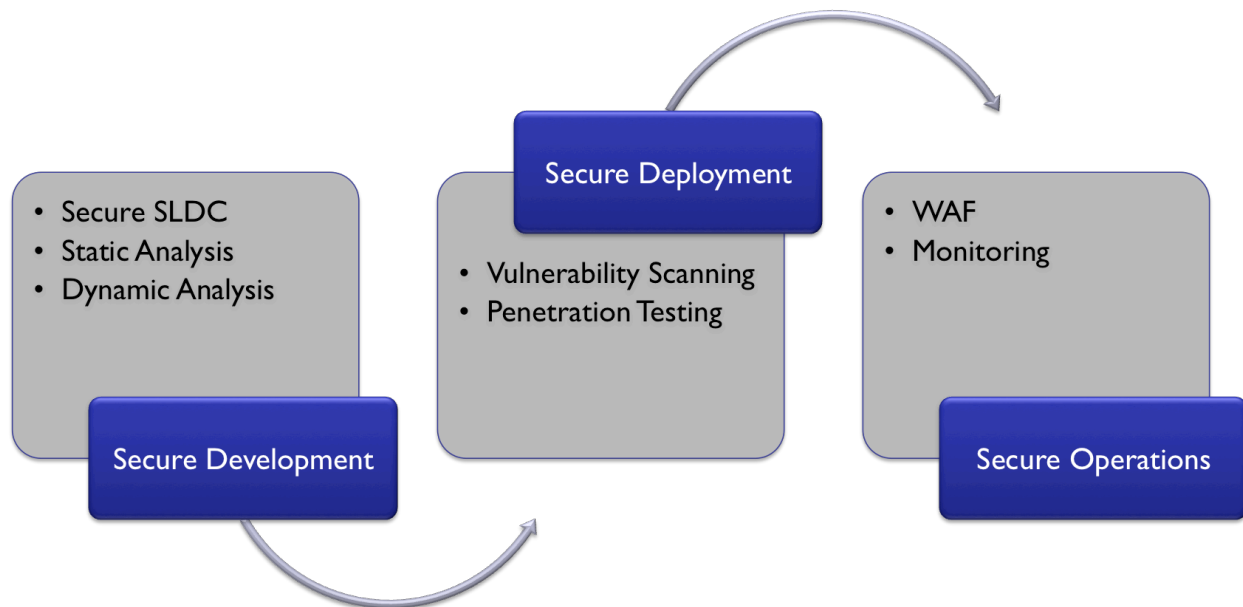 • Secure SLDC
• Static Analysis
• Dynamic Analysis
Secure Development
Secure Deployment
• Vulnerability Scanning
• Penetration Testing
• WAF
• Monitoring
Secure Operations